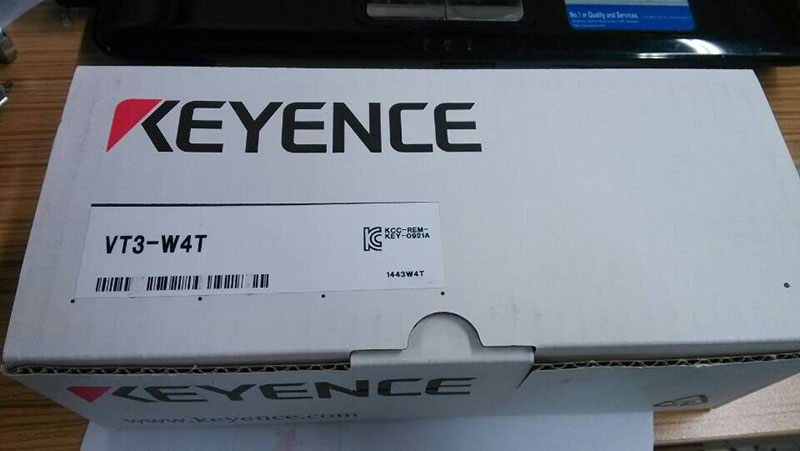 No.1 in Quality and Services
KEYENCE
VT3-W4T
KCC-REM-
KEY-0921A
1443W4T
KEYENCE
www.keyence.com